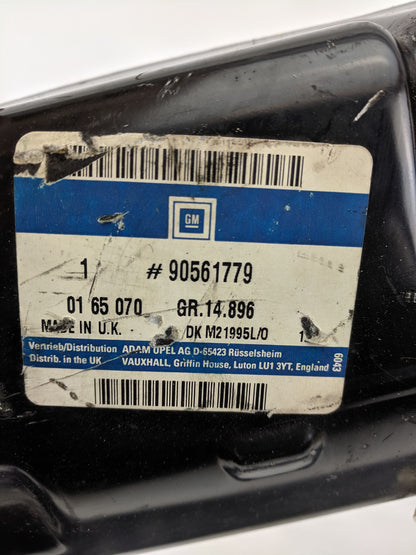 GM
1 # 90561779
01 65 070 GR.14.896
MADE IN U.K. DK M21995L/O 1
Vertrieb/Distribution ADAM OPEL AG D-65423 Rüsselsheim
Distrib. in the UK VAUXHALL, Griffin House, Luton LU1 3YT, England
6043